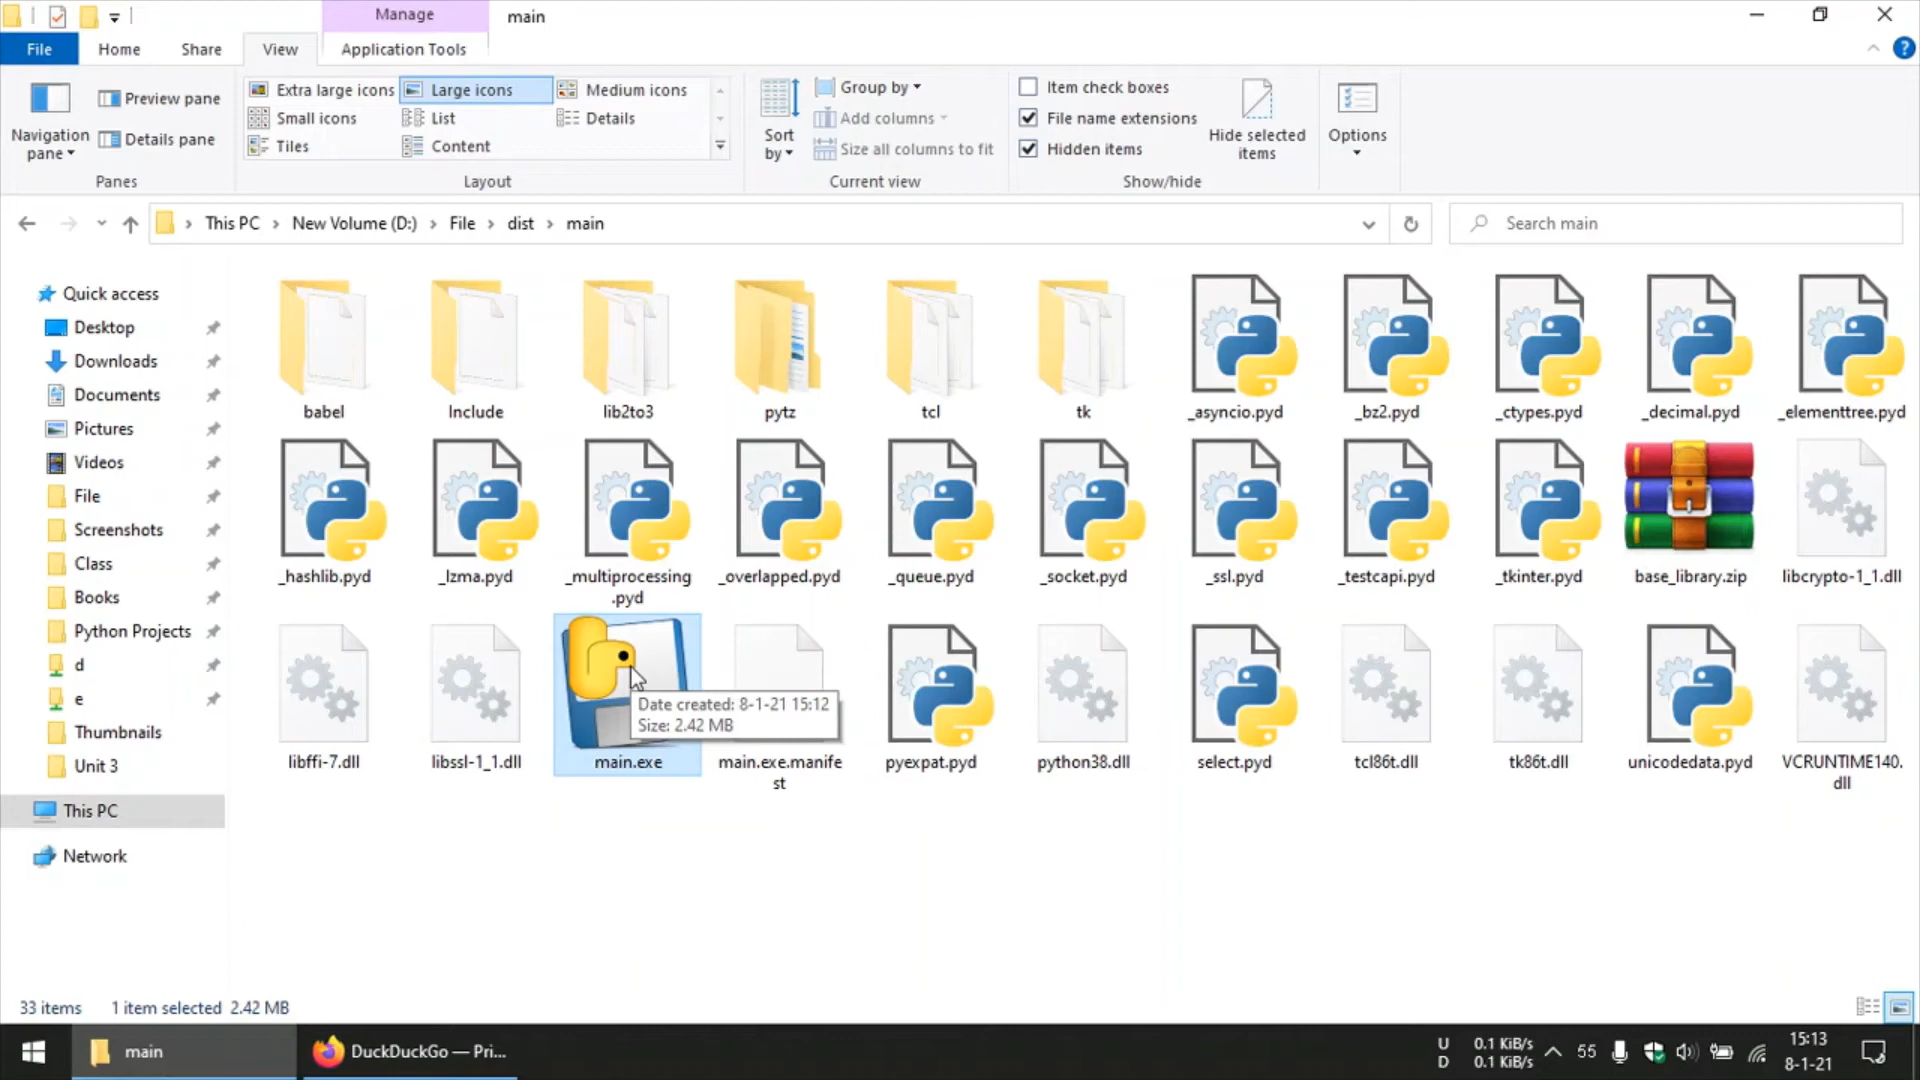 Manage
main
File
Home
Share
View
Application Tools
Navigation
pane
Preview pane
Details pane
Panes
Extra large icons
Large icons
Medium icons
Small icons
List
Details
Tiles
Content
Layout
Sort
by
Group by
Add columns
Size all columns to fit
Current view
Item check boxes
File name extensions
Hidden items
Hide selected
items
Show/hide
Options
This PC
New Volume (D:)
File
dist
main
Search main
Quick access
Desktop
Downloads
Documents
Pictures
Videos
File
Screenshots
Class
Books
Python Projects
d
e
Thumbnails
Unit 3
This PC
Network
babel
Include
lib2to3
pytz
tcl
tk
_asyncio.pyd
_bz2.pyd
_ctypes.pyd
_decimal.pyd
_elementtree.pyd
_hashlib.pyd
_lzma.pyd
_multiprocessing
.pyd
_overlapped.pyd
_queue.pyd
_socket.pyd
_ssl.pyd
_testcapi.pyd
_tkinter.pyd
base_library.zip
libcrypto-1_1.dll
Date created: 8-1-21 15:12
Size: 2.42 MB
libffi-7.dll
libssl-1_1.dll
main.exe
main.exe.manife
st
pyexpat.pyd
python38.dll
select.pyd
tcl86t.dll
tk86t.dll
unicodedata.pyd
VCRUNTIME140.
dll
33 items
1 item selected 2.42 MB
main
DuckDuckGo — Pri...
U 0.1 KiB/s
D 0.1 KiB/s
55
15:13
8-1-21